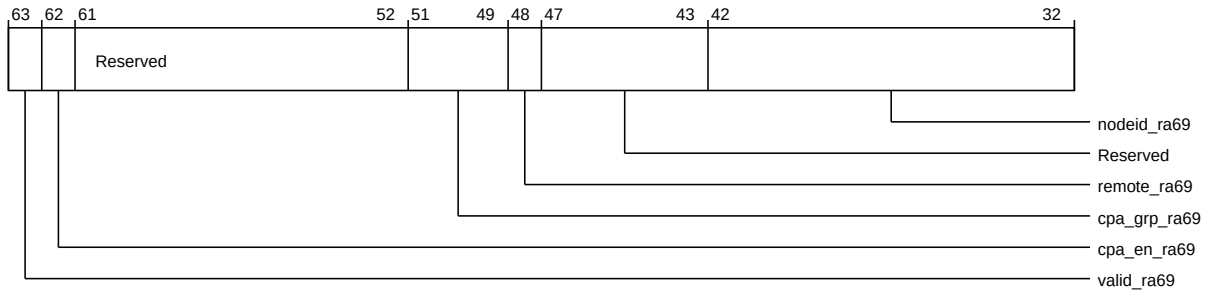 63 62 61 52 51 49 48 47 43 42 32
Reserved
nodeid_ra69
Reserved
remote_ra69
cpa_grp_ra69
cpa_en_ra69
valid_ra69